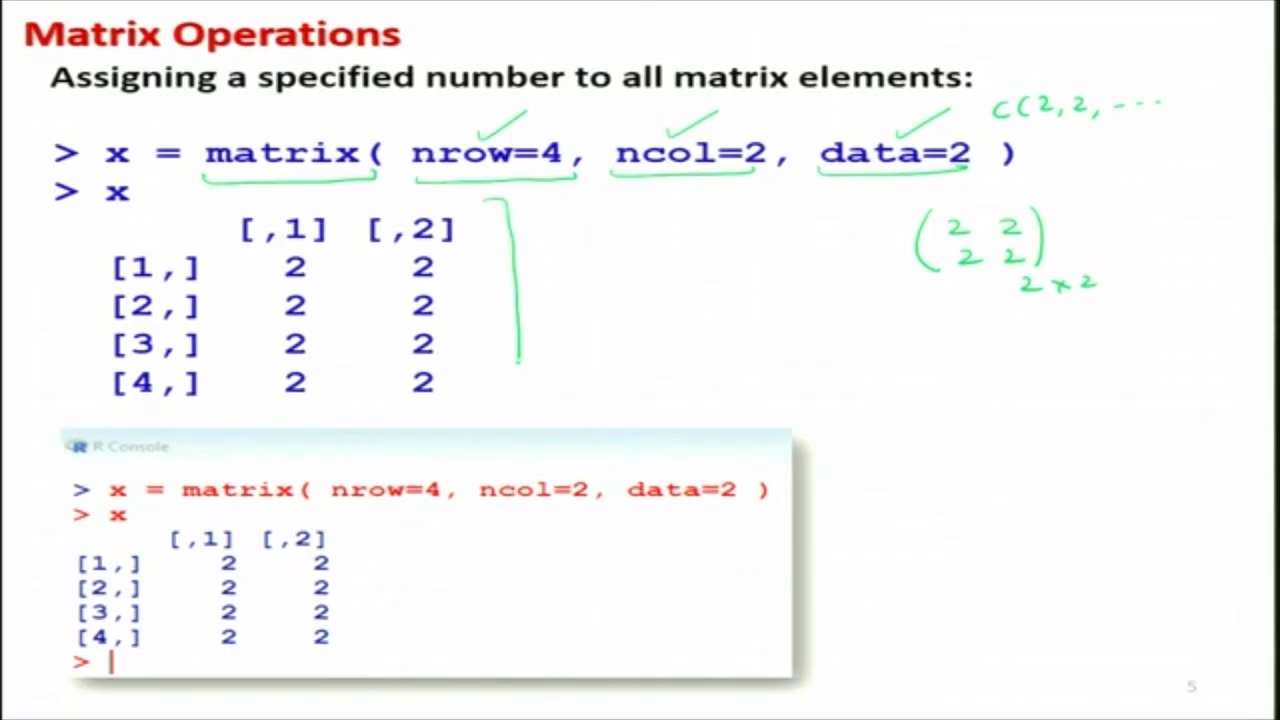 Matrix Operations
Assigning a specified number to all matrix elements:
c(2,2, ----
> x = matrix( nrow=4, ncol=2, data=2 )
> x
[,1] [,2]
[1,] 2 2
[2,] 2 2
[3,] 2 2
[4,] 2 2
(2 2
2 2)
2 x 2
R Console
> x = matrix( nrow=4, ncol=2, data=2 )
> x
[,1] [,2]
[1,] 2 2
[2,] 2 2
[3,] 2 2
[4,] 2 2
> |
5